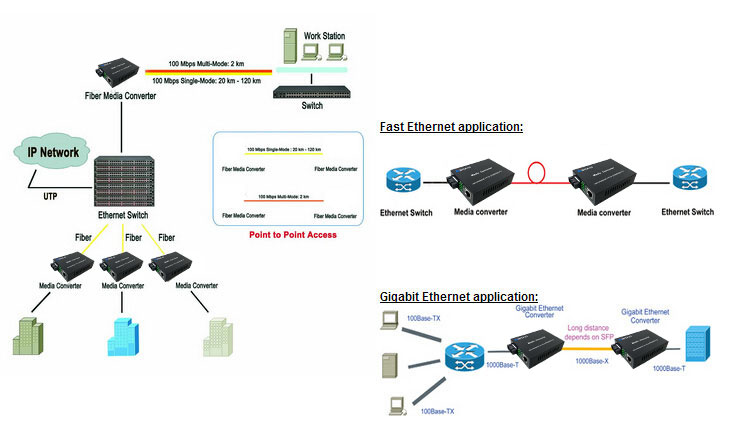 Work Station
100 Mbps Multi-Mode: 2 km
100 Mbps Single-Mode: 20 km - 120 km
Fiber Media Converter
Switch
IP Network
UTP
Ethernet Switch
Fiber
Fiber
Fiber
Media Converter
Media Converter
Media Converter
100 Mbps Single-Mode : 20 km - 120 km
Fiber Media Converter
Fiber Media Converter
100 Mbps Multi-Mode: 2 km
Fiber Media Converter
Fiber Media Converter
Point to Point Access
Fast Ethernet application:
Ethernet Switch
Media converter
Media converter
Ethernet Switch
Gigabit Ethernet application:
100Base-TX
Gigabit Ethernet
Converter
Long distance
depends on SFP
Gigabit Ethernet
Converter
1000Base-T
1000Base-X
1000Base-T
100Base-TX